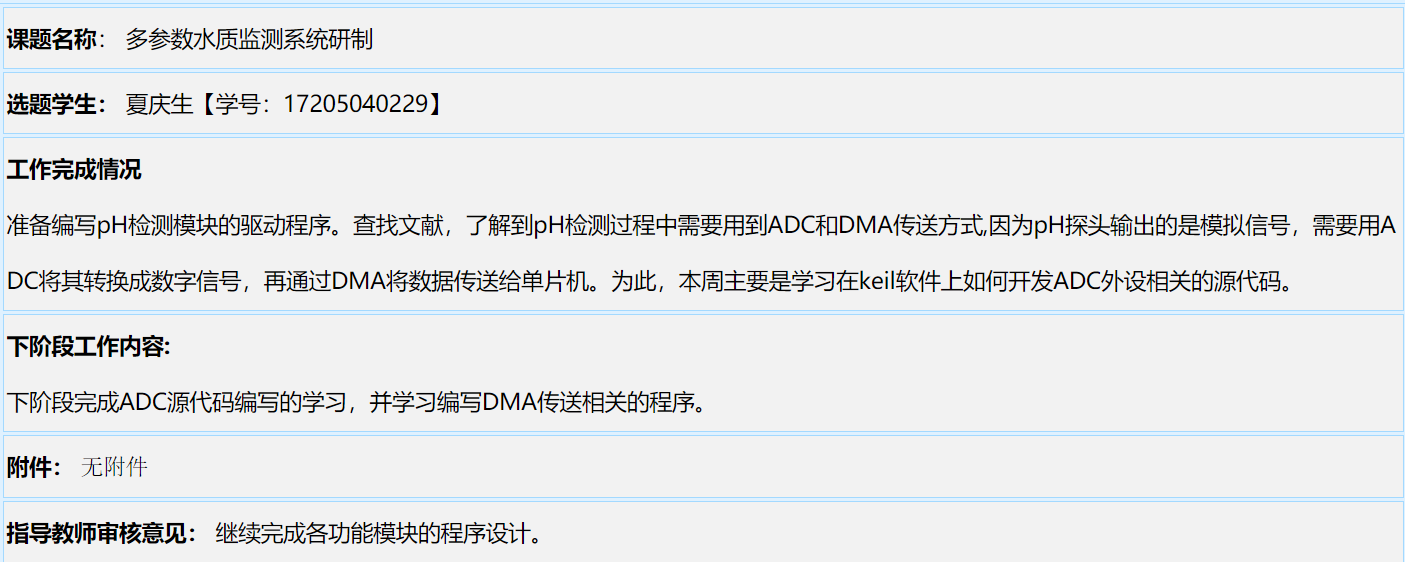 课题名称： 多参数水质监测系统研制
选题学生： 夏庆生【学号：17205040229】
工作完成情况
准备编写pH检测模块的驱动程序。查找文献，了解到pH检测过程中需要用到ADC和DMA传送方式,因为pH探头输出的是模拟信号，需要用A
DC将其转换成数字信号，再通过DMA将数据传送给单片机。为此，本周主要是学习在keil软件上如何开发ADC外设相关的源代码。
下阶段工作内容:
下阶段完成ADC源代码编写的学习，并学习编写DMA传送相关的程序。
附件： 无附件
指导教师审核意见： 继续完成各功能模块的程序设计。